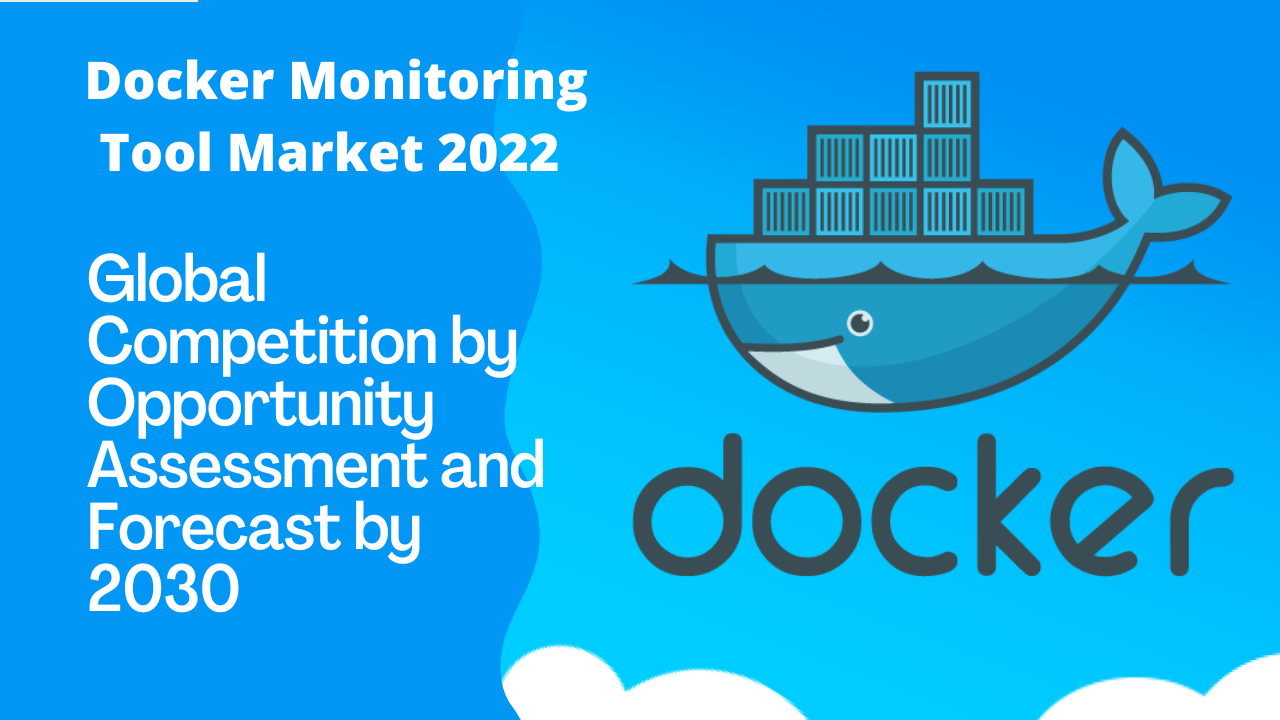 Docker Monitoring
Tool Market 2022
Global
Competition by
Opportunity
Assessment and
Forecast by
2030
docker